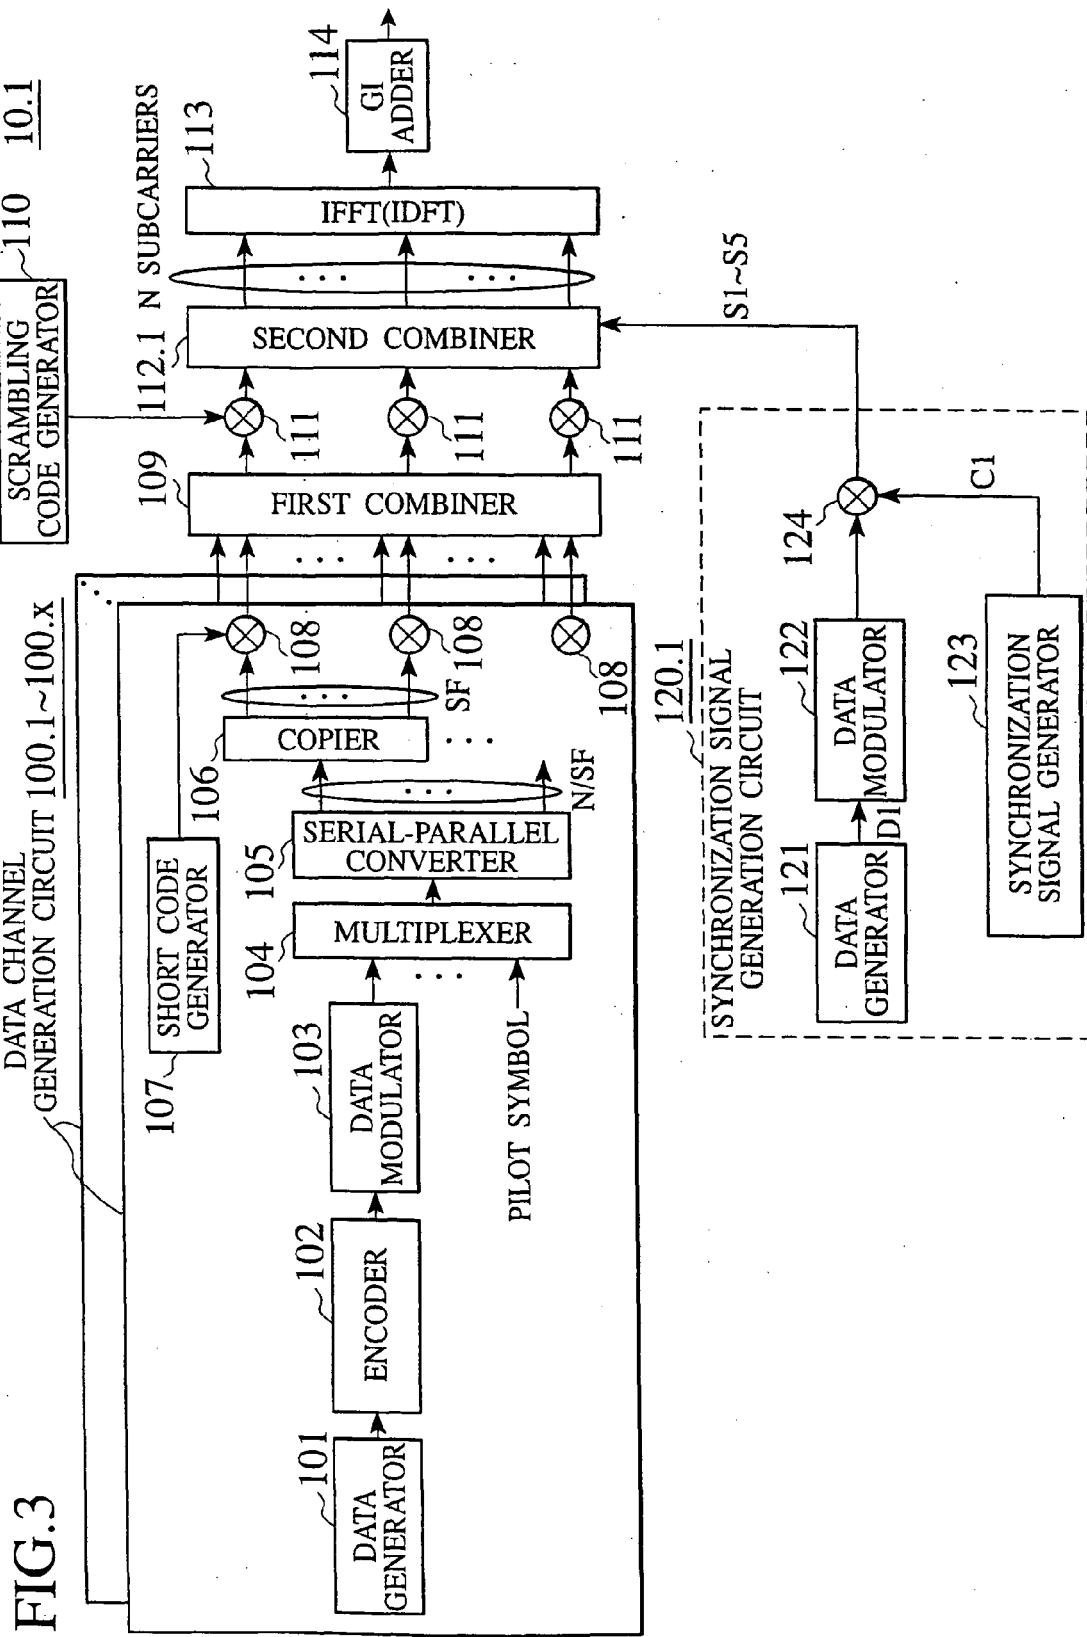 FIG.3
DATA CHANNEL
GENERATION CIRCUIT 100.1~100.x
SCRAMBLING
CODE GENERATOR
110
10.1
107
SHORT CODE
GENERATOR
101
DATA
GENERATOR
102
ENCODER
103
DATA
MODULATOR
PILOT SYMBOL
104
MULTIPLEXER
. . .
105
SERIAL-PARALLEL
CONVERTER
. . .
N/SF
106
COPIER
. . .
. . .
SF
108
108
108
. . .
. . .
109
FIRST COMBINER
111
111
111
112.1
SECOND COMBINER
N SUBCARRIERS
. . .
. . .
113
IFFT(IDFT)
114
GI
ADDER
S1~S5
SYNCHRONIZATION SIGNAL
GENERATION CIRCUIT
120.1
121
DATA
GENERATOR
D1
122
DATA
MODULATOR
124
C1
123
SYNCHRONIZATION
SIGNAL GENERATOR